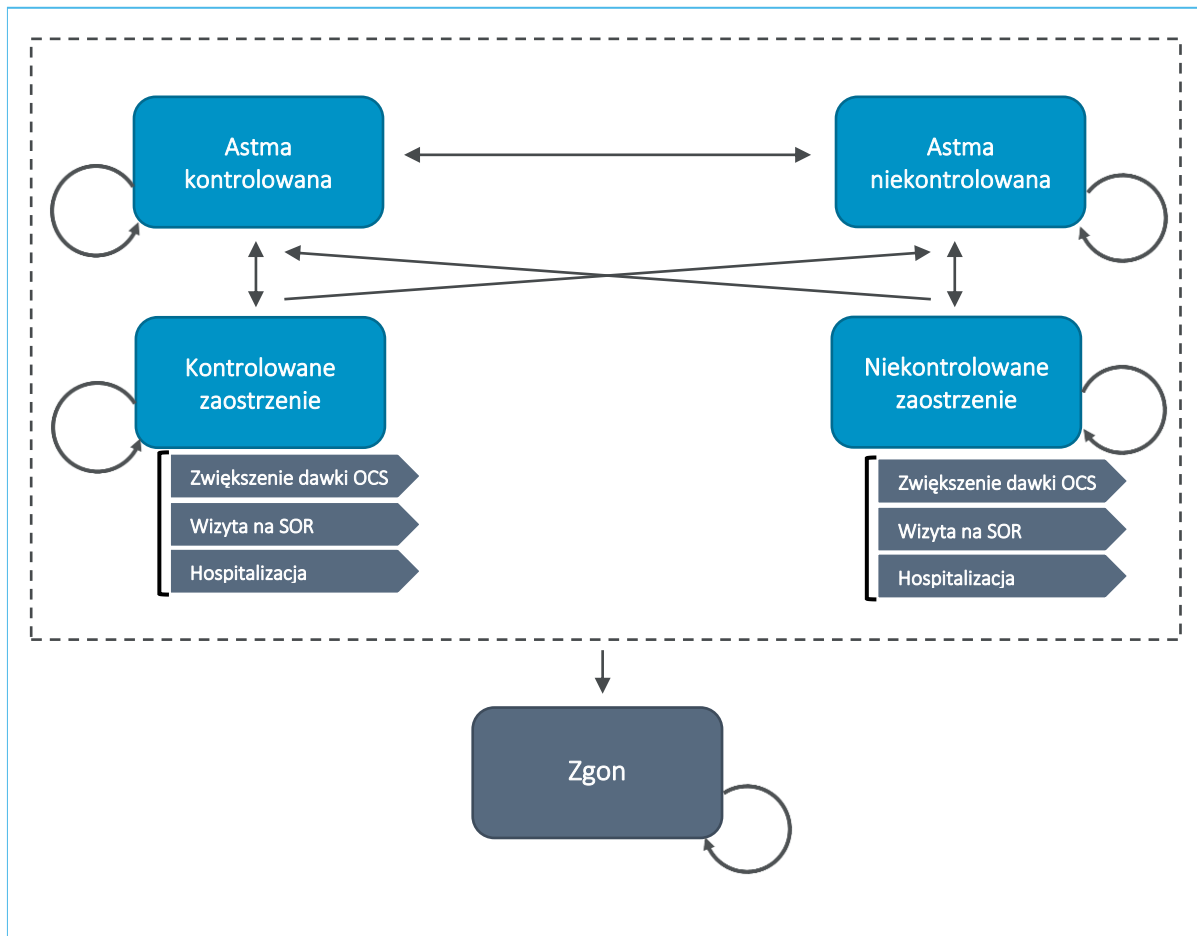 Astma
kontrolowana
Astma
niekontrolowana
Kontrolowane
zaostrzenie
Niekontrolowane
zaostrzenie
Zwiększenie dawki OCS
Wizyta na SOR
Hospitalizacja
Zwiększenie dawki OCS
Wizyta na SOR
Hospitalizacja
Zgon